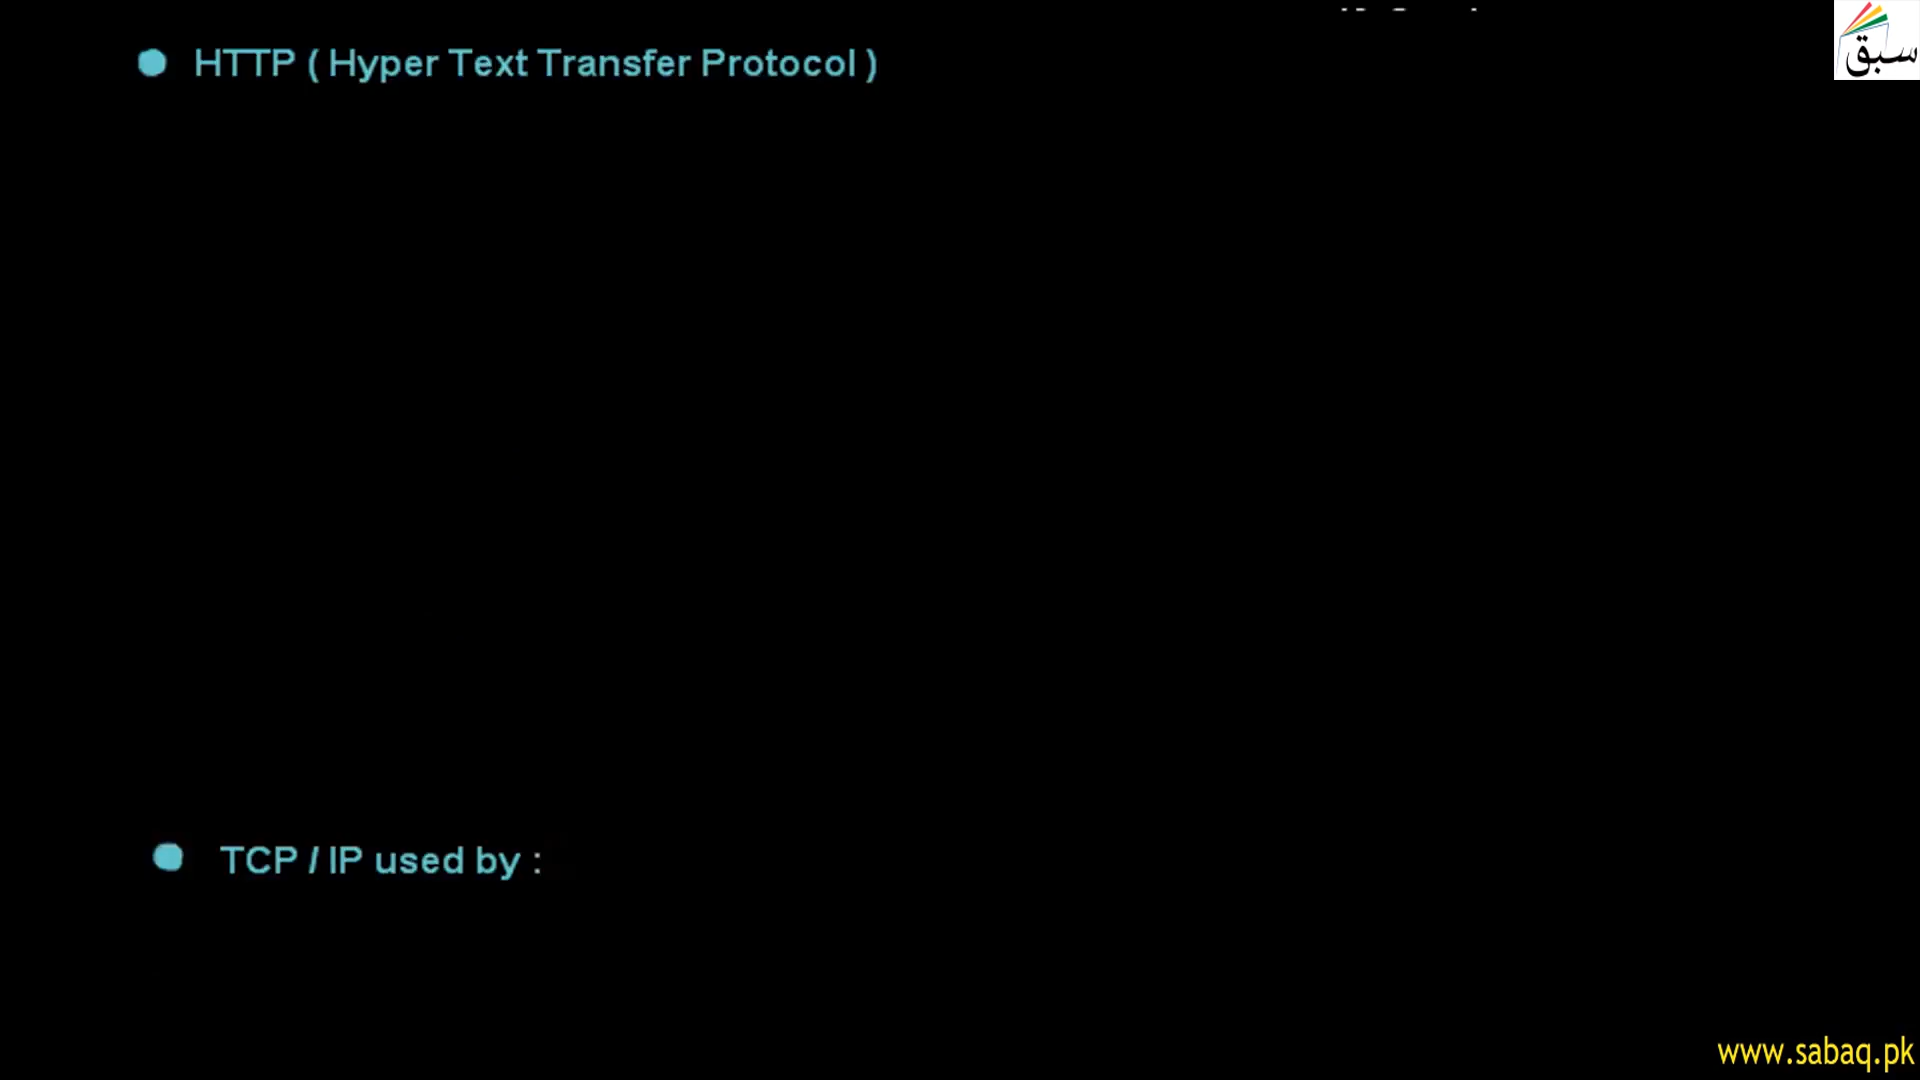 سبق
HTTP ( Hyper Text Transfer Protocol )
TCP / IP used by :
www.sabaq.pk